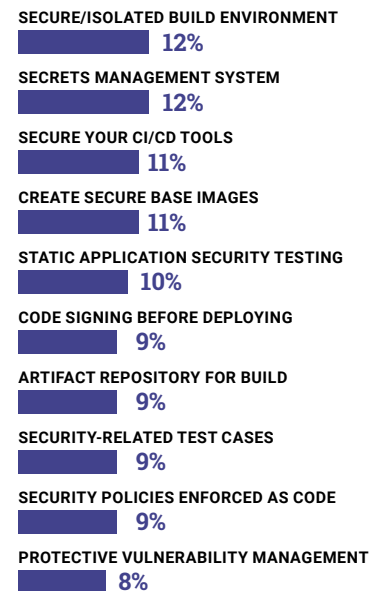 SECURE/ISOLATED BUILD ENVIRONMENT
12%
SECRETS MANAGEMENT SYSTEM
12%
SECURE YOUR CI/CD TOOLS
11%
CREATE SECURE BASE IMAGES
11%
STATIC APPLICATION SECURITY TESTING
10%
CODE SIGNING BEFORE DEPLOYING
9%
ARTIFACT REPOSITORY FOR BUILD
9%
SECURITY-RELATED TEST CASES
9%
SECURITY POLICIES ENFORCED AS CODE
9%
PROTECTIVE VULNERABILITY MANAGEMENT
8%